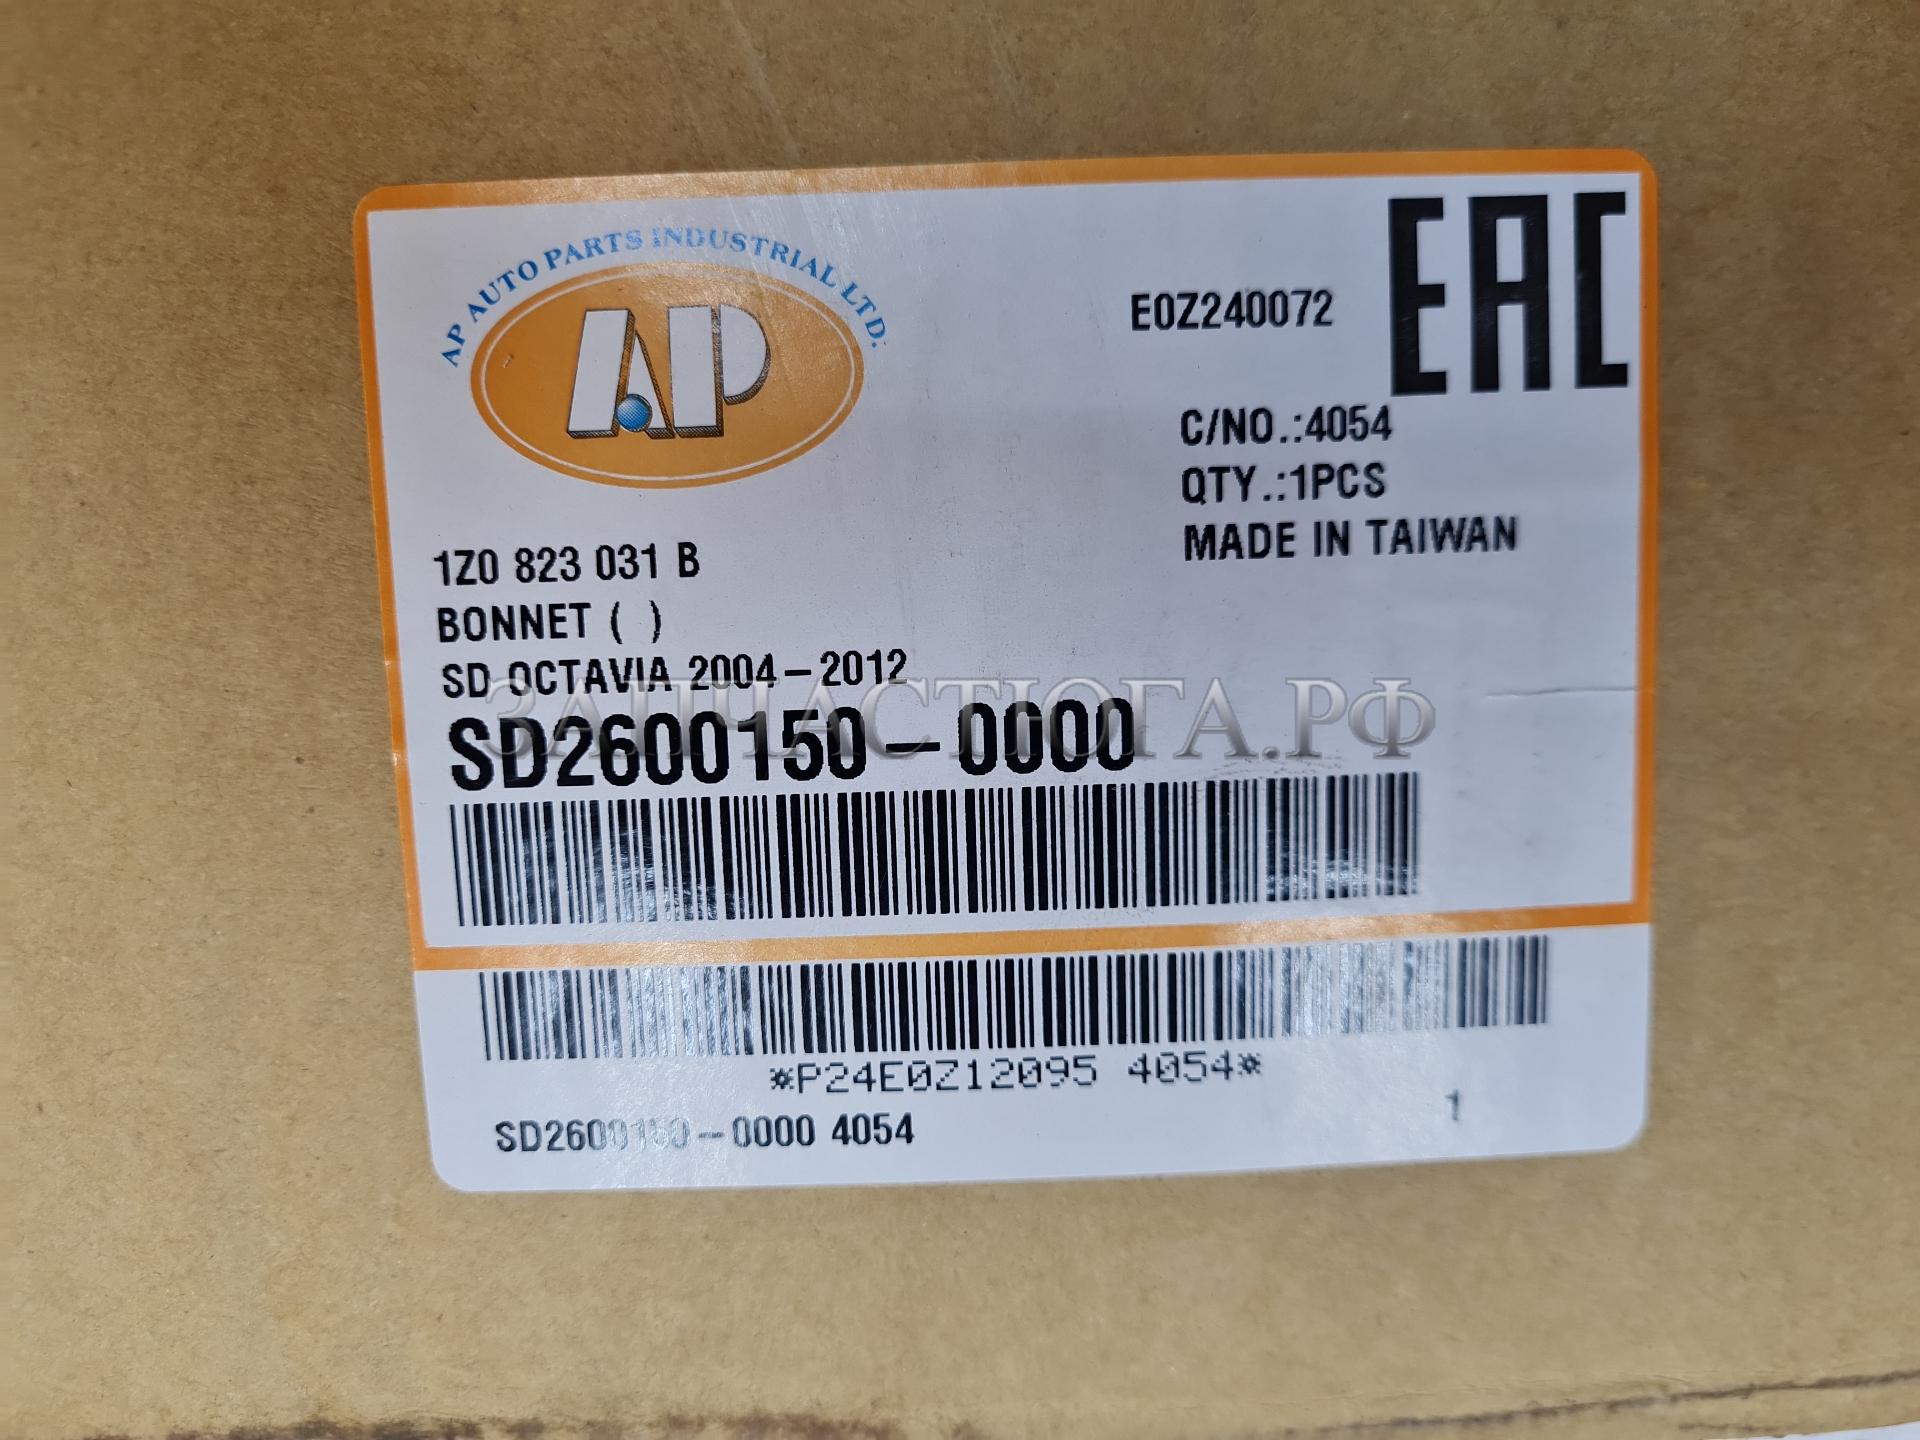 AP AUTO PARTS INDUSTRIAL LTD.
AP
E0Z240072
EAC
C/NO.:4054
QTY.:1PCS
MADE IN TAIWAN
1Z0 823 031 B
BONNET ( )
SD OCTAVIA 2004-2012
ЗАПЧАСТЮГА.РФ
SD2600150-0000
*P24E0Z12095 4054*
SD2600150-0000 4054
1